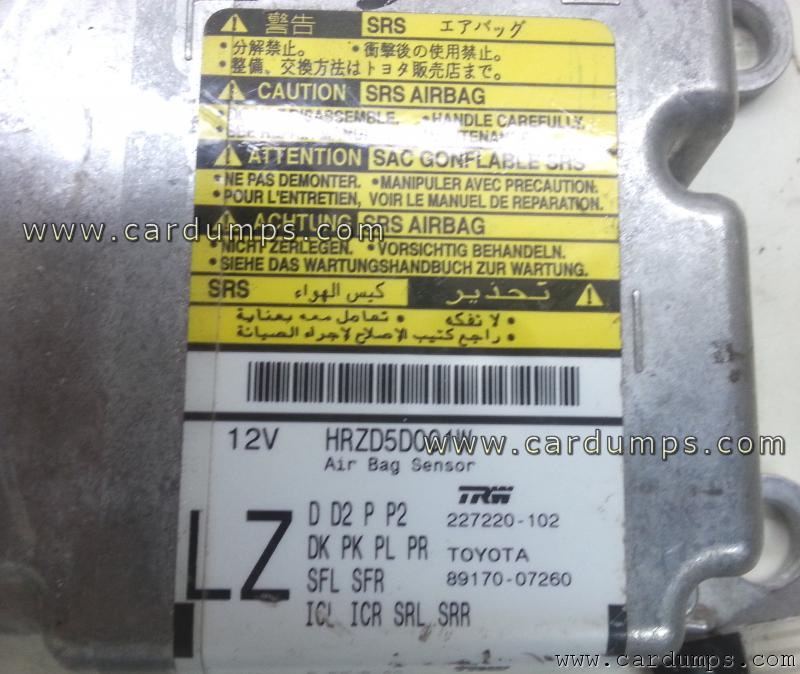 警告 SRS エアバッグ
•分解禁止。 •衝撃後の使用禁止。
•整備、交換方法はトヨタ販売店まで。
CAUTION SRS AIRBAG
DISASSEMBLE. •HANDLE CAREFULLY.
ATTENTION SAC GONFLABLE SRS
•NE PAS DEMONTER. •MANIPULER AVEC PRECAUTION.
•POUR L'ENTRETIEN, VOIR LE MANUEL DE REPARATION.
www.cardumps.com
ACHTUNG SRS AIRBAG
•NICHT ZERLEGEN. •VORSICHTIG BEHANDELN.
•SIEHE DAS WARTUNGSHANDBUCH ZUR WARTUNG.
تحذير كيس الهواء SRS
•لا تفكه •تعامل معه بعناية
•راجع كتيب الإصلاح لإجراء الصيانة
12V HRZD5D001W
www.cardumps.com
Air Bag Sensor
TRW
LZ
D D2 P P2 227220-102
DK PK PL PR TOYOTA
SFL SFR 89170-07260
ICL ICR SRL SRR
www.cardumps.com